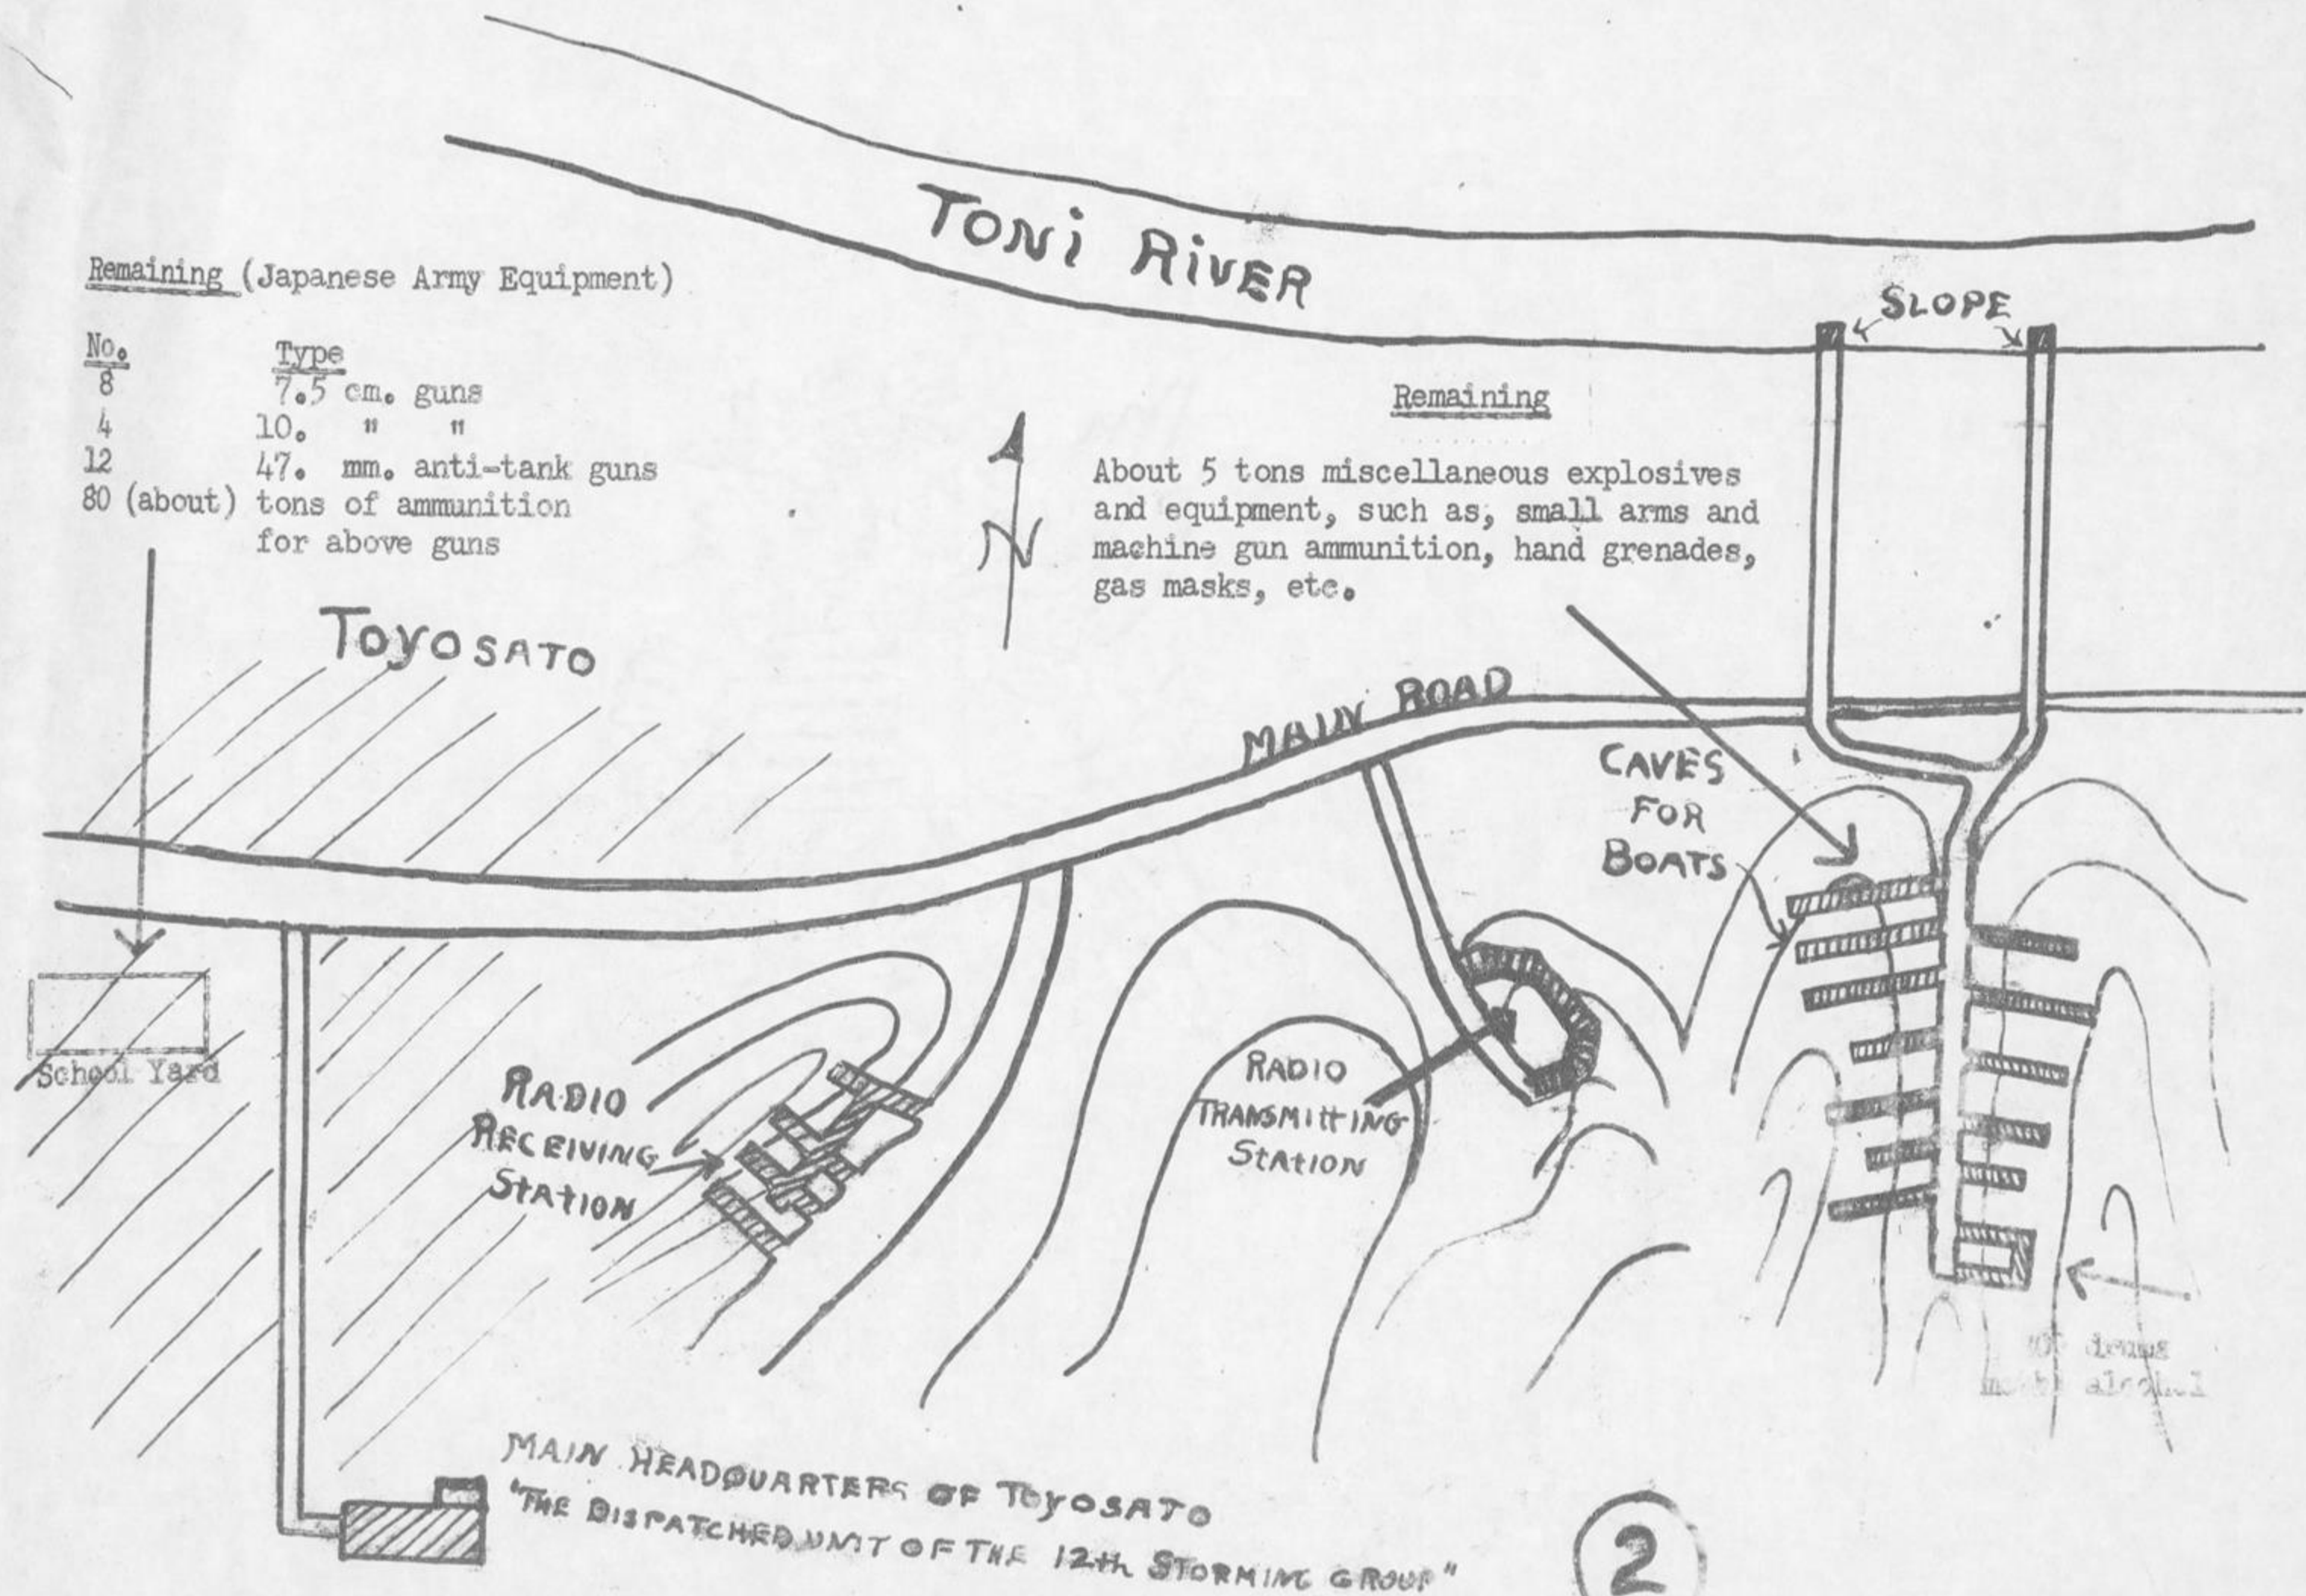 TONI RIVER
Remaining (Japanese Army Equipment)
No. Type
8 7.5 cm. guns
4 10. " "
12 47. mm. anti-tank guns
80 (about) tons of ammunition
for above guns
SLOPE
Remaining
About 5 tons miscellaneous explosives
and equipment, such as, small arms and
machine gun ammunition, hand grenades,
gas masks, etc.
N
TOYOSATO
MAIN ROAD
CAVES
FOR
BOATS
School Yard
RADIO
RECEIVING
STATION
RADIO
TRANSMITTING
STATION
drums
alcohol
MAIN HEADQUARTERS OF TOYOSATO
"THE DISPATCHED UNIT OF THE 12th STORMING GROUP"
2